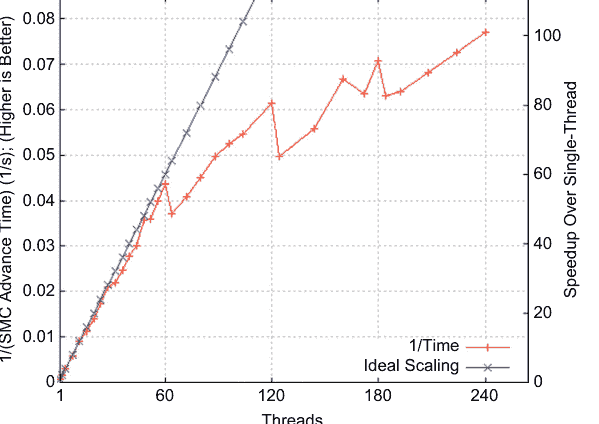 1/(SMC Advance Time) (1/s); (Higher is Better)
0.08
0.07
0.06
0.05
0.04
0.03
0.02
0.01
0
100
80
60
40
20
0
Speedup Over Single-Thread
1/Time
Ideal Scaling
1 60 120 180 240
Threads